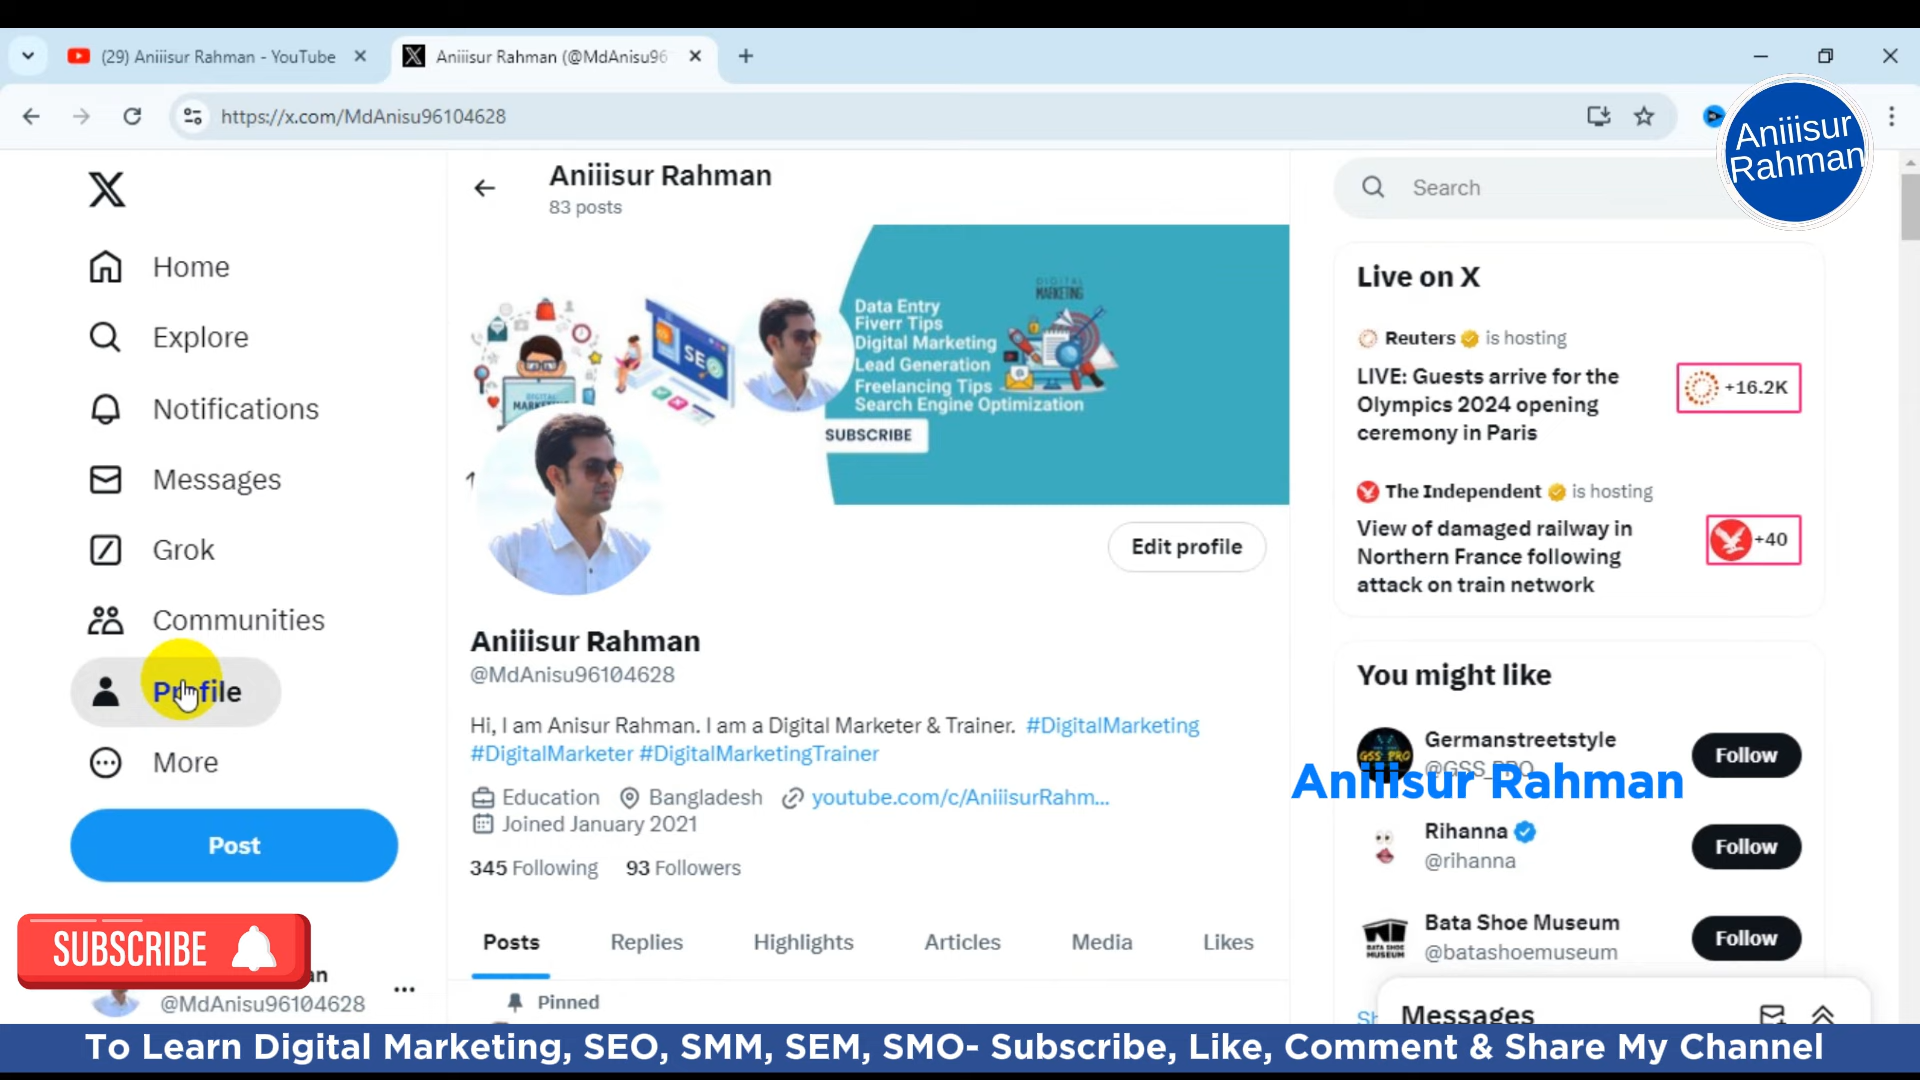 (29) Aniiisur Rahman - YouTube
Aniiisur Rahman (@MdAnisu96
https://x.com/MdAnisu96104628
Aniiisur
Rahman
Home
Explore
Notifications
Messages
Grok
Communities
Profile
More
Post
SUBSCRIBE
an
@MdAnisu96104628
Aniiisur Rahman
83 posts
DIGITAL
MARKETING
SEO
Data Entry
Fiverr Tips
Digital Marketing
Lead Generation
Freelancing Tips
Search Engine Optimization
SUBSCRIBE
Edit profile
Aniiisur Rahman
@MdAnisu96104628
Hi, I am Anisur Rahman. I am a Digital Marketer & Trainer. #DigitalMarketing
#DigitalMarketer #DigitalMarketingTrainer
Education Bangladesh youtube.com/c/AniiisurRahm...
Joined January 2021
345 Following 93 Followers
Posts Replies Highlights Articles Media Likes
Pinned
Search
Live on X
Reuters is hosting
LIVE: Guests arrive for the
Olympics 2024 opening
ceremony in Paris
+16.2K
The Independent is hosting
View of damaged railway in
Northern France following
attack on train network
+40
You might like
Germanstreetstyle
@GSS_PRO
Follow
Aniiisur Rahman
Rihanna
@rihanna
Follow
Bata Shoe Museum
@batashoemuseum
Follow
Messages
To Learn Digital Marketing, SEO, SMM, SEM, SMO- Subscribe, Like, Comment & Share My Channel